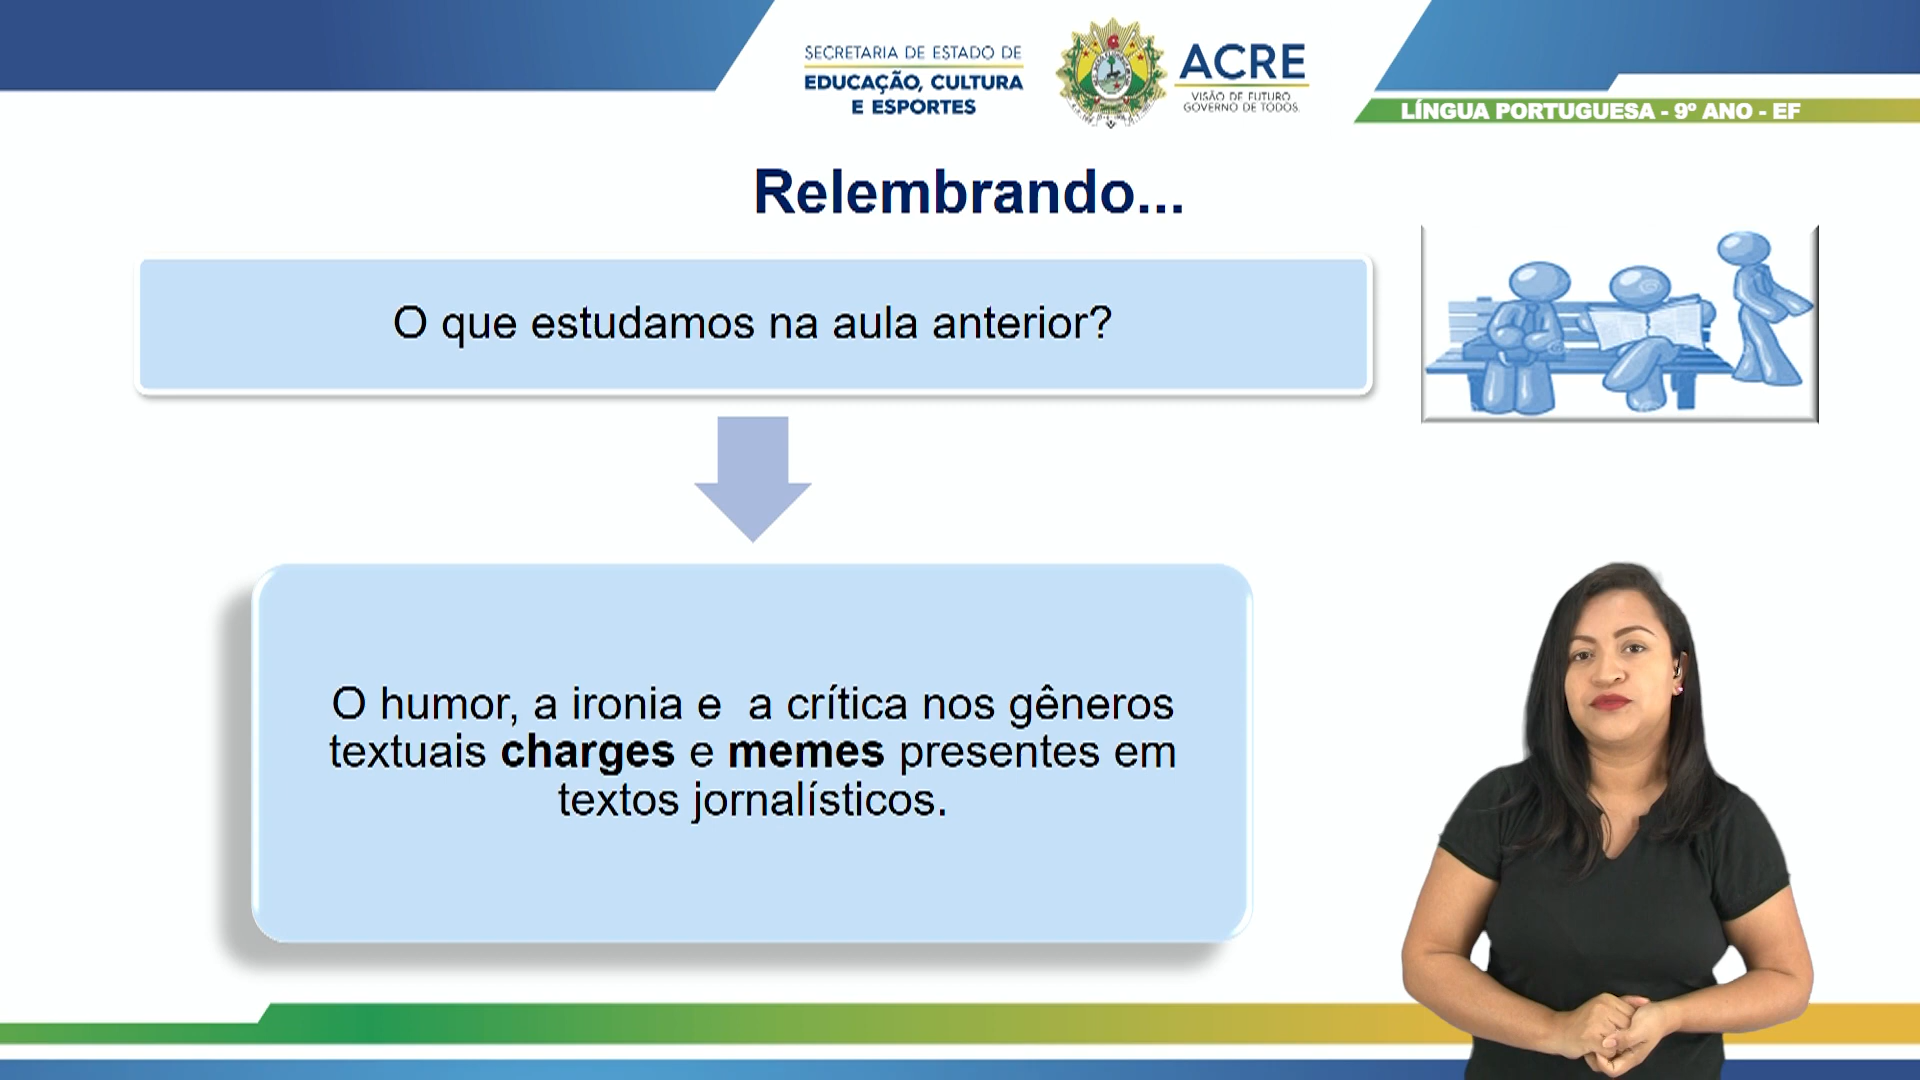 SECRETARIA DE ESTADO DE
EDUCAÇÃO, CULTURA
E ESPORTES
ACRE
VISÃO DE FUTURO
GOVERNO DE TODOS.
LÍNGUA PORTUGUESA - 9º ANO - EF
Relembrando...
O que estudamos na aula anterior?
O humor, a ironia e  a crítica nos gêneros
textuais charges e memes presentes em
textos jornalísticos.